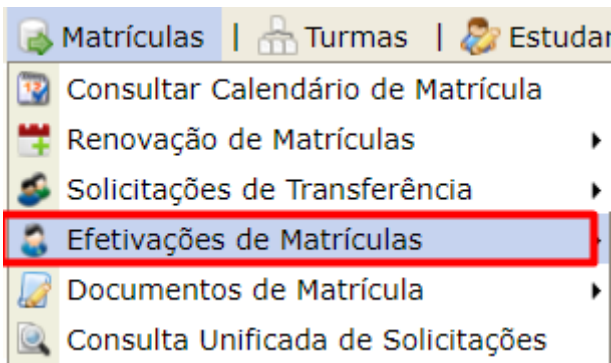 Matrículas | Turmas | Estudar
Consultar Calendário de Matrícula
Renovação de Matrículas
Solicitações de Transferência
Efetivações de Matrículas
Documentos de Matrícula
Consulta Unificada de Solicitações